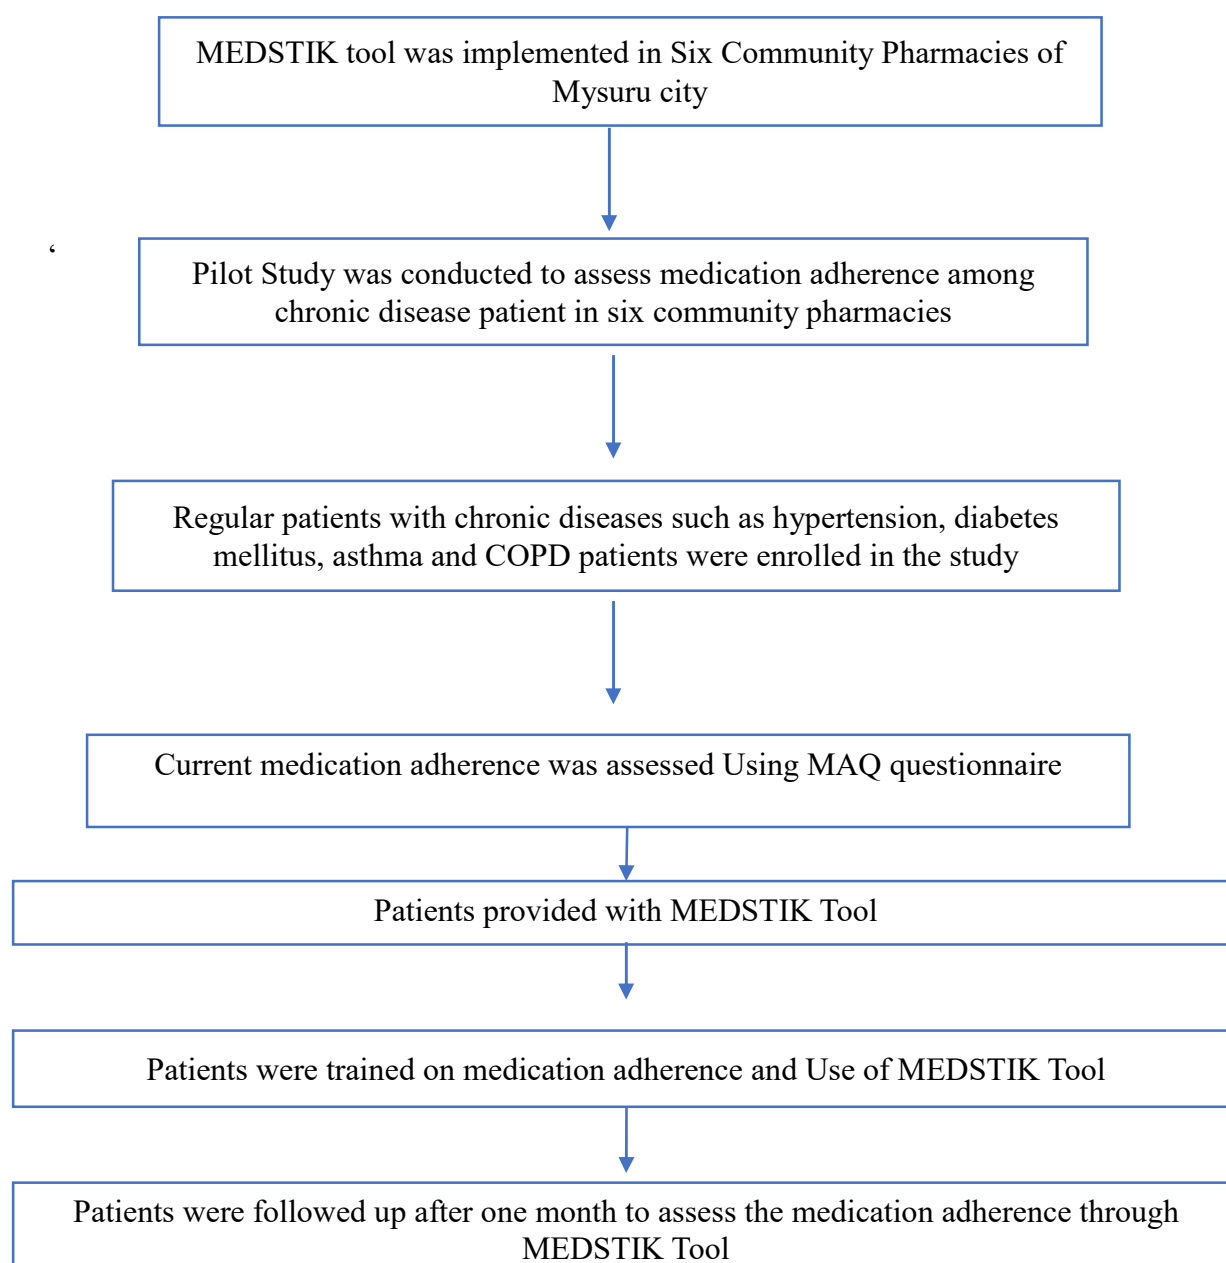 MEDSTIK tool was implemented in Six Community Pharmacies of
Mysuru city
‘
Pilot Study was conducted to assess medication adherence among
chronic disease patient in six community pharmacies
Regular patients with chronic diseases such as hypertension, diabetes
mellitus, asthma and COPD patients were enrolled in the study
Current medication adherence was assessed Using MAQ questionnaire
Patients provided with MEDSTIK Tool
Patients were trained on medication adherence and Use of MEDSTIK Tool
Patients were followed up after one month to assess the medication adherence through
MEDSTIK Tool